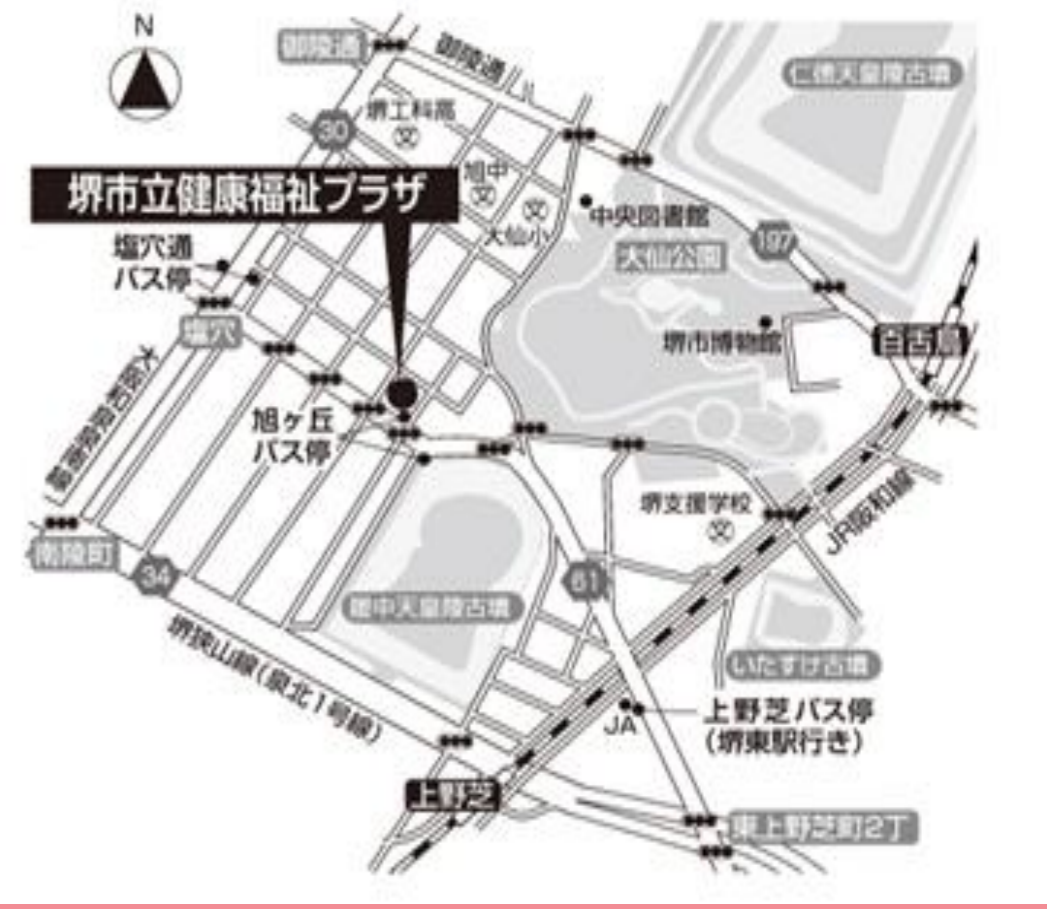 N
御陵通
御陵通
仁徳天皇陵古墳
堺工科高
文
30
旭中
文
堺市立健康福祉プラザ
文
大仙小
中央図書館
大仙公園
197
塩穴通
バス停
塩穴
堺市博物館
百舌鳥
旭ヶ丘
バス停
堺支援学校
文
JR阪和線
南陵町
34
61
履中天皇陵古墳
いたすけ古墳
堺狭山線(泉北1号線)
JA
上野芝バス停
(堺東駅行き)
上野芝
東上野芝町2丁